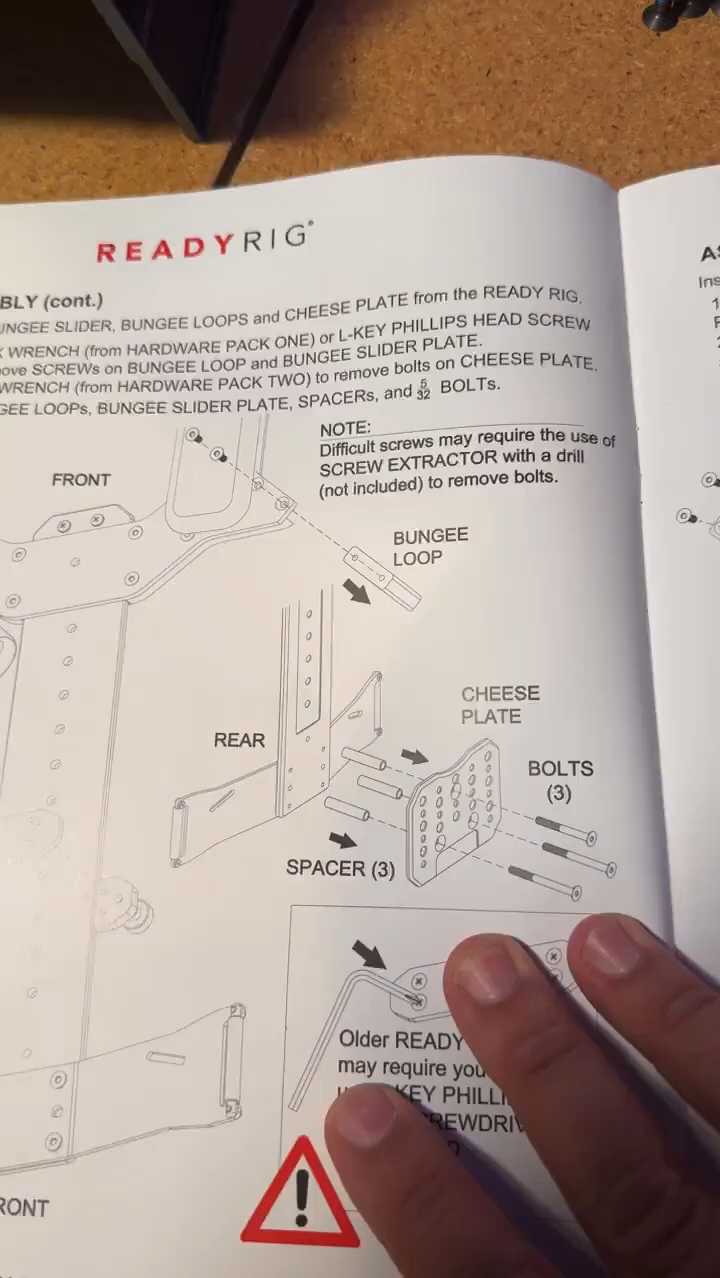 READYRIG®
BLY (cont.)
UNGEE SLIDER, BUNGEE LOOPS and CHEESE PLATE from the READY RIG.
WRENCH (from HARDWARE PACK ONE) or L-KEY PHILLIPS HEAD SCREW
ove SCREWs on BUNGEE LOOP and BUNGEE SLIDER PLATE.
WRENCH (from HARDWARE PACK TWO) to remove bolts on CHEESE PLATE.
GEE LOOPs, BUNGEE SLIDER PLATE, SPACERs, and 5/32 BOLTs.
NOTE:
Difficult screws may require the use of
SCREW EXTRACTOR with a drill
(not included) to remove bolts.
FRONT
BUNGEE
LOOP
CHEESE
PLATE
REAR
BOLTS
(3)
SPACER (3)
Older READY
may require you
KEY PHILLI
REWDRIV
RONT
AS
Ins
1